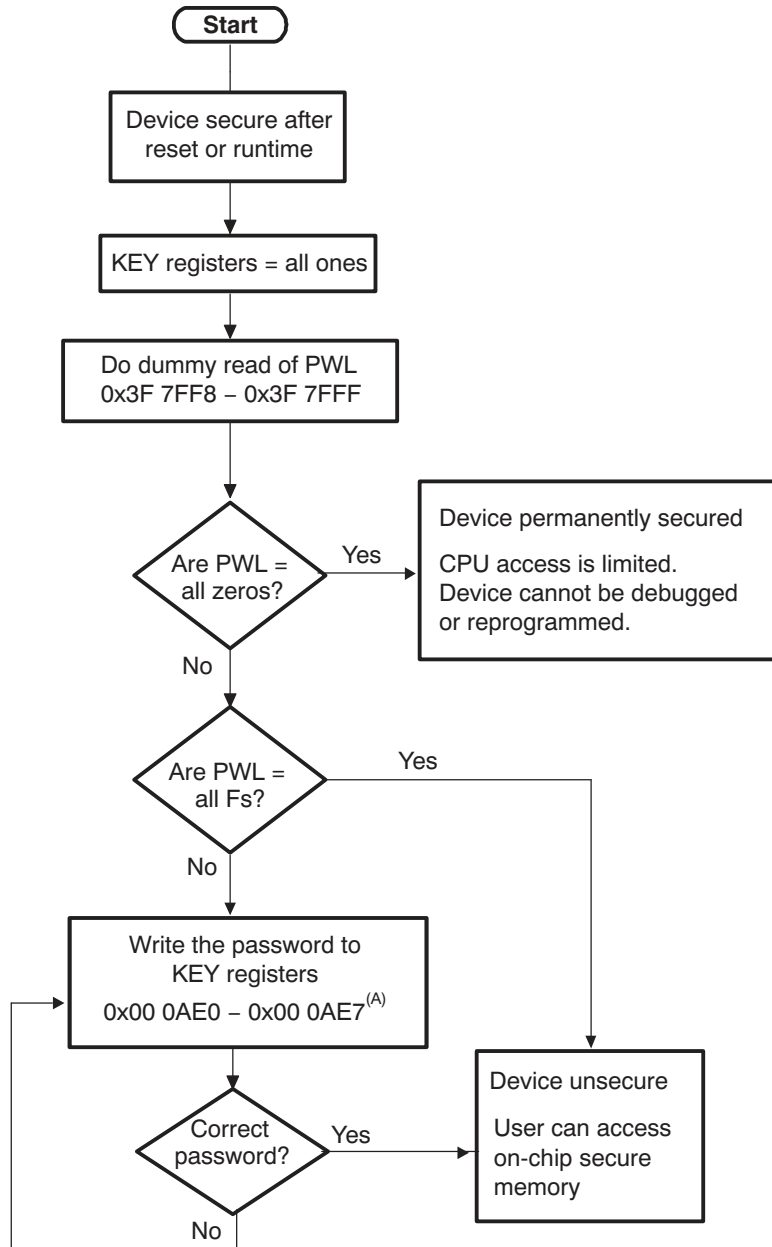 Start
Device secure after
reset or runtime
KEY registers = all ones
Do dummy read of PWL
0x3F 7FF8 – 0x3F 7FFF
Are PWL =
all zeros?
Yes
Device permanently secured
CPU access is limited.
Device cannot be debugged
or reprogrammed.
No
Are PWL =
all Fs?
Yes
No
Write the password to
KEY registers
0x00 0AE0 – 0x00 0AE7(A)
Correct
password?
Yes
Device unsecure
User can access
on-chip secure
memory
No